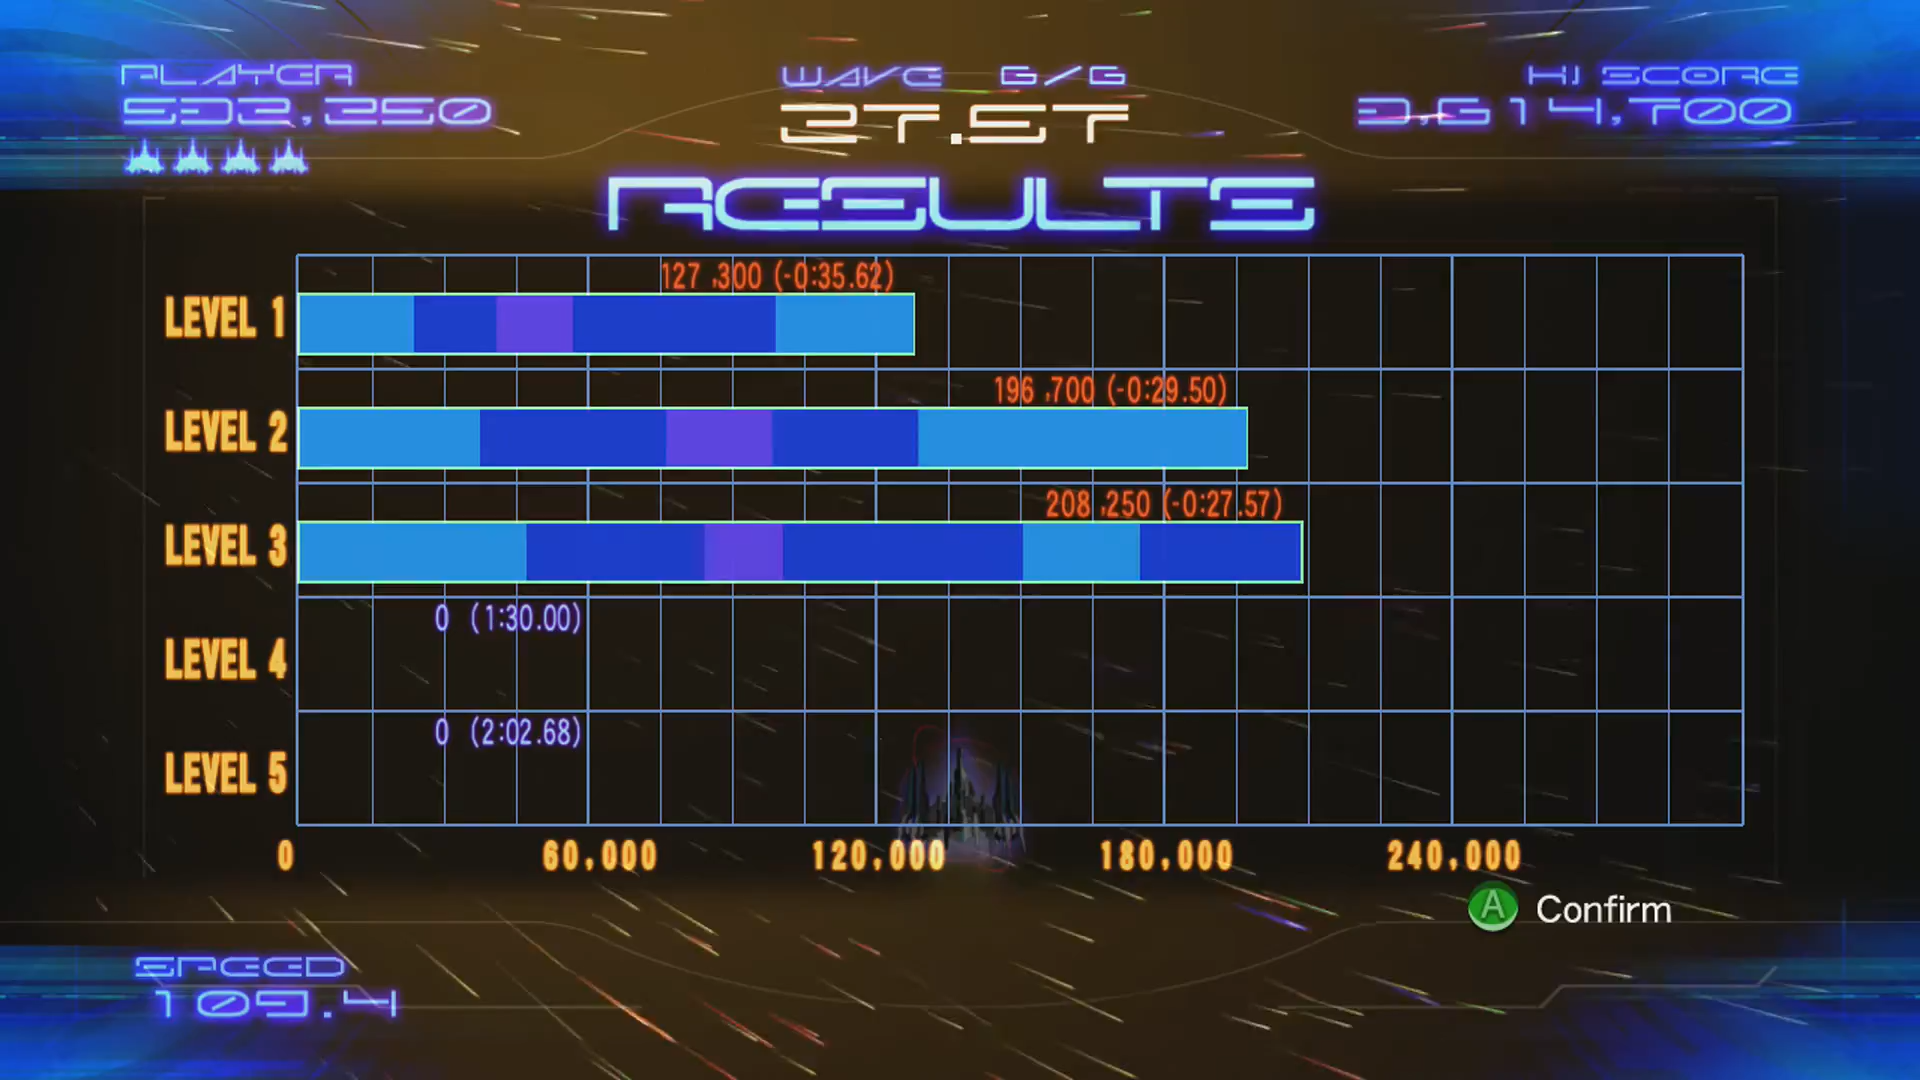 PLAYER
532,250
WAVE 6/6
27.57
HI SCORE
3,614,700
RESULTS
127,300 (-0:35.62)
LEVEL 1
196,700 (-0:29.50)
LEVEL 2
208,250 (-0:27.57)
LEVEL 3
0 (1:30.00)
LEVEL 4
0 (2:02.68)
LEVEL 5
0 60,000 120,000 180,000 240,000
A Confirm
SPEED
109.4